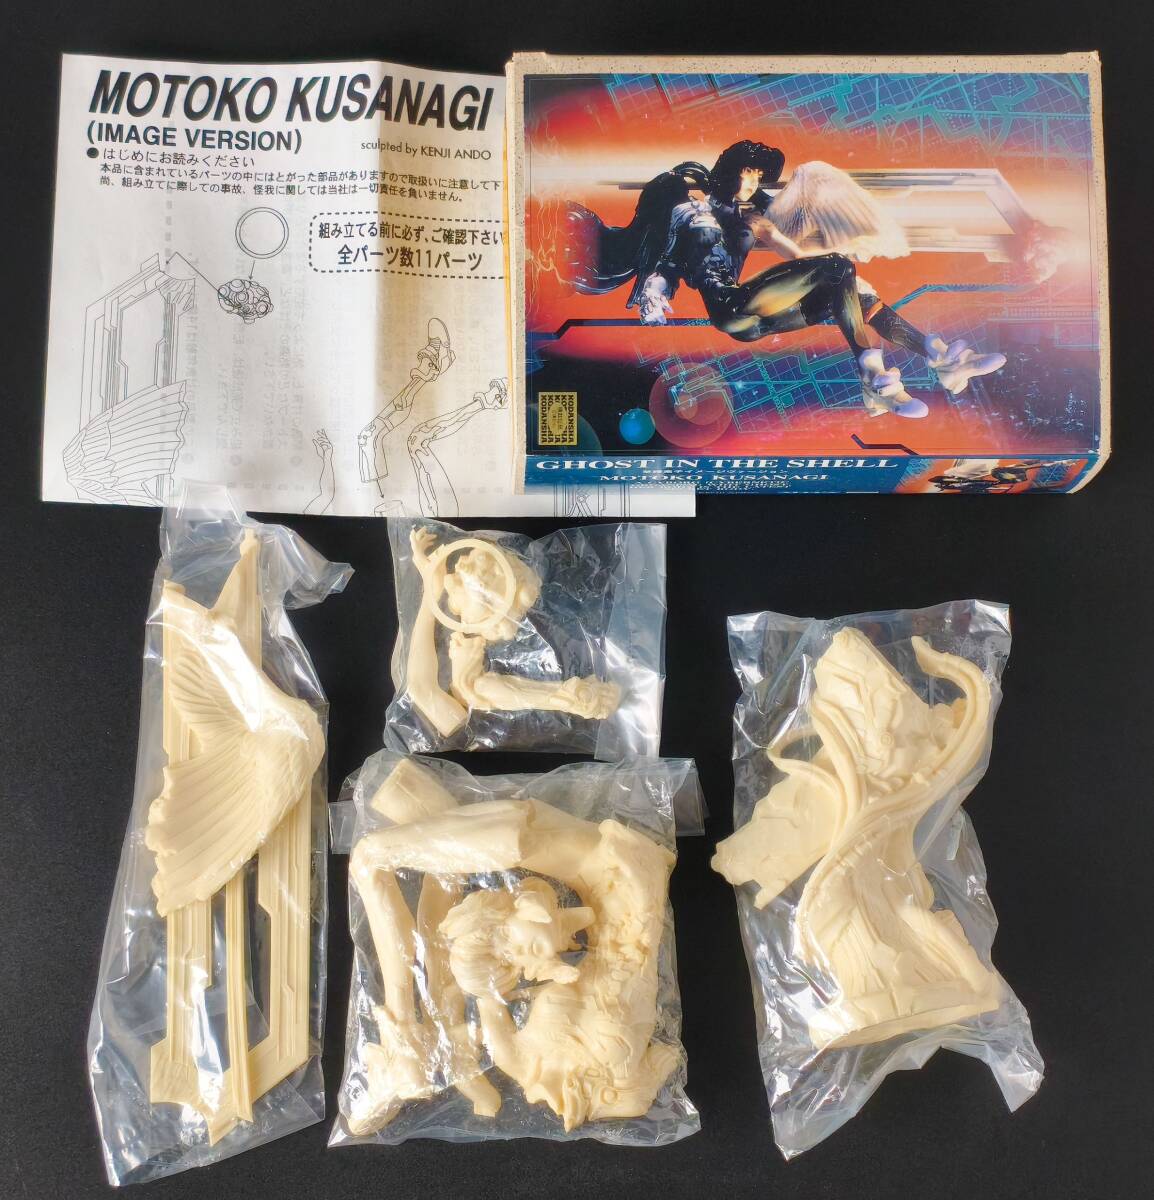 MOTOKO KUSANAGI
(IMAGE VERSION)
sculpted by KENJI ANDO
●はじめにお読みください
本品に含まれているパーツの中にはとがった部品がありますので取扱いに注意して下
尚、組み立てに際しての事故、怪我に関しては当社は一切責任を負いません。
組み立てる前に必ず、ご確認下さい
全パーツ数11パーツ
KODANSHA
KODANSHA
GHOST IN THE SHELL
MOTOKO KUSANAGI